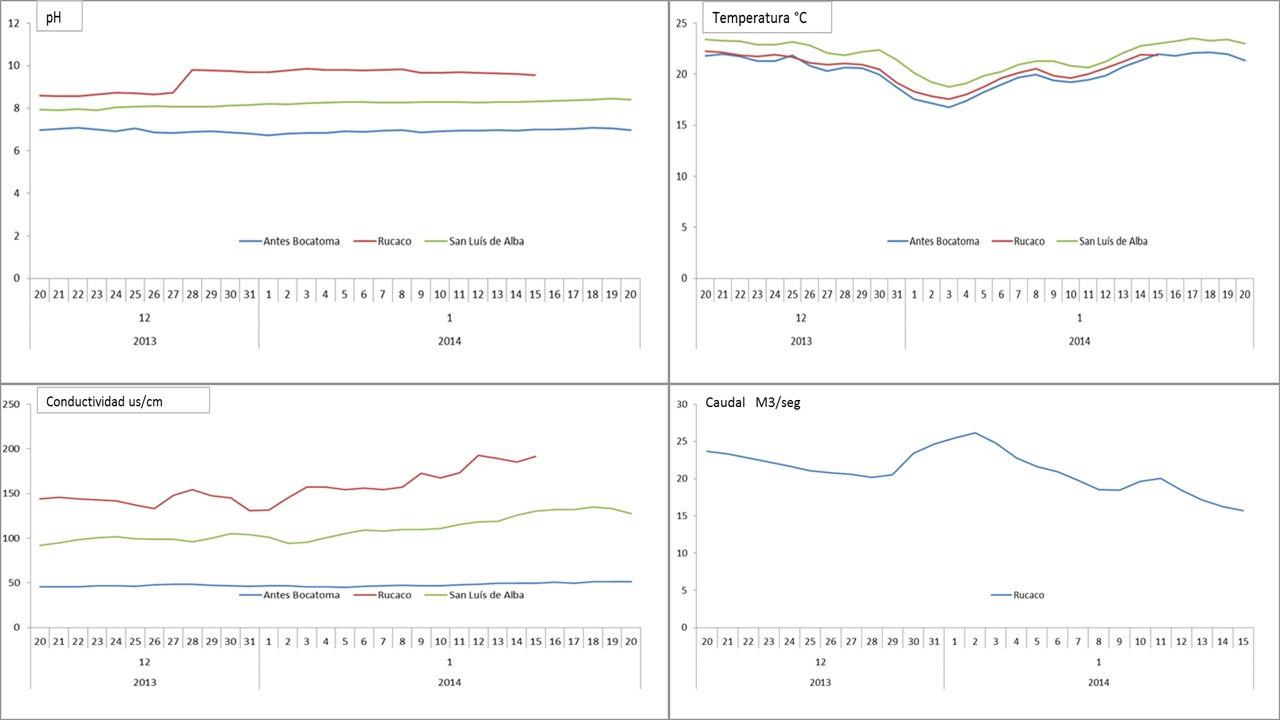 pH
12
10
8
6
4
2
0
Antes Bocatoma Rucaco San Luís de Alba
20 21 22 23 24 25 26 27 28 29 30 31 1 2 3 4 5 6 7 8 9 10 11 12 13 14 15 16 17 18 19 20
12 1
2013 2014
Temperatura °C
25
20
15
10
5
0
Antes Bocatoma Rucaco San Luís de Alba
20 21 22 23 24 25 26 27 28 29 30 31 1 2 3 4 5 6 7 8 9 10 11 12 13 14 15 16 17 18 19 20
12 1
2013 2014
Conductividad us/cm
250
200
150
100
50
0
Antes Bocatoma Rucaco San Luís de Alba
20 21 22 23 24 25 26 27 28 29 30 31 1 2 3 4 5 6 7 8 9 10 11 12 13 14 15 16 17 18 19 20
12 1
2013 2014
Caudal M3/seg
30
25
20
15
10
5
0
Rucaco
20 21 22 23 24 25 26 27 28 29 30 31 1 2 3 4 5 6 7 8 9 10 11 12 13 14 15
12 1
2013 2014